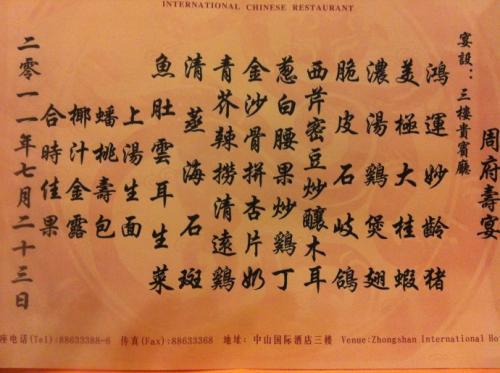 INTERNATIONAL CHINESE RESTAURANT
周府壽宴
宴設：三樓貴賓廳
鴻運妙齡猪
美極大桂蝦
濃湯鷄煲翅
脆皮石岐鴿
西芹密豆炒釀木耳
葱白腰果炒鷄丁
金沙骨拼杏片奶
青芥辣捞清遠鷄
清蒸海石斑
魚肚雲耳生菜
上湯生面
蟠桃壽包
椰汁金露
合時佳果
二零一一年七月二十三日
座电话(Tel):88633388-6 传真(Fax):88633368 地址:中山国际酒店三楼 Venue:Zhongshan International Ho